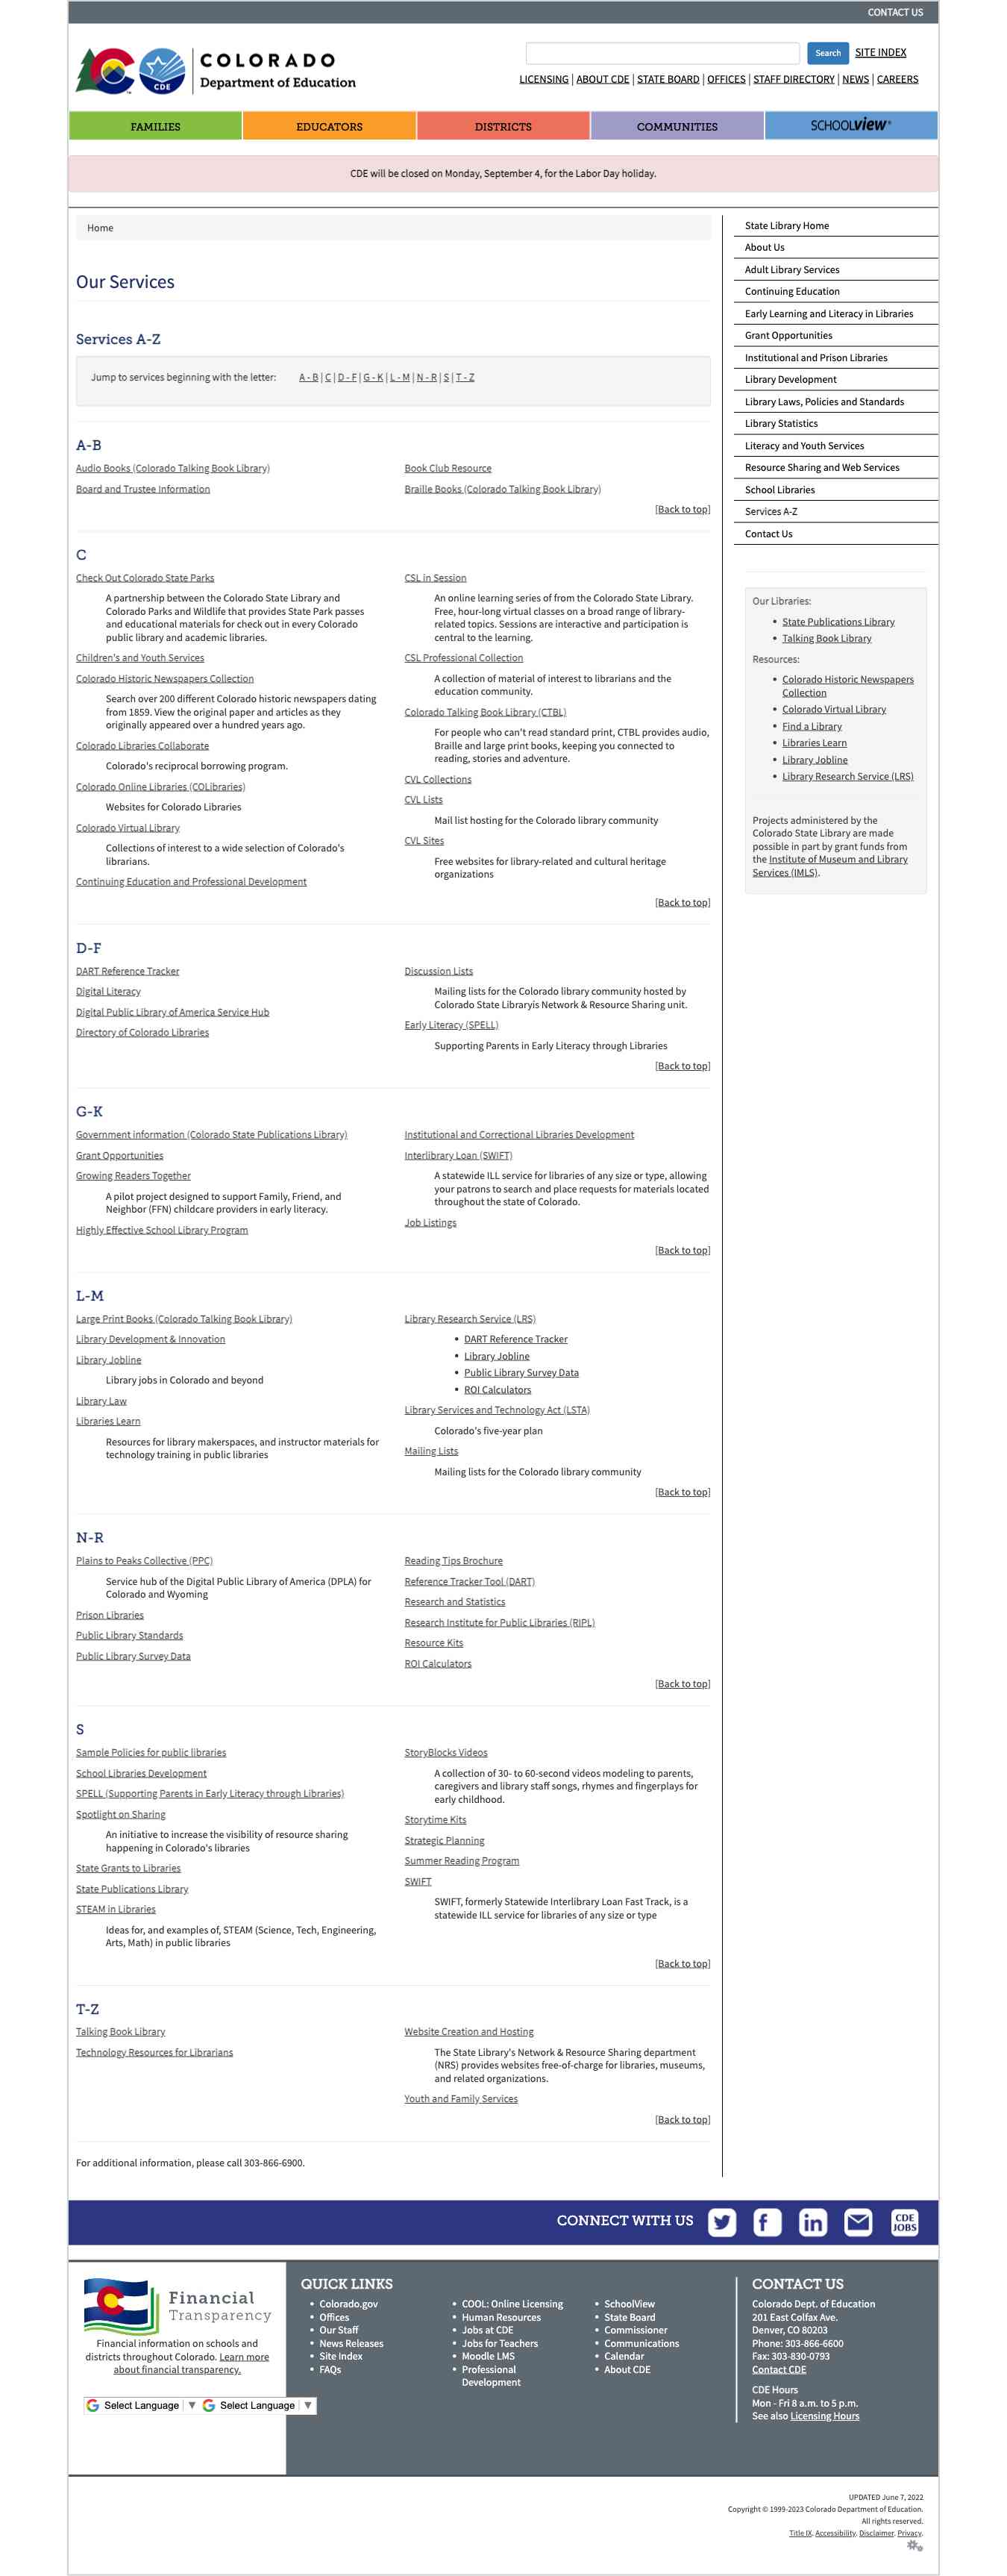 CONTACT US
COLORADO
Department of Education
CDE
Search
SITE INDEX
LICENSING | ABOUT CDE | STATE BOARD | OFFICES | STAFF DIRECTORY | NEWS | CAREERS
FAMILIES
EDUCATORS
DISTRICTS
COMMUNITIES
SCHOOLVIEW®
CDE will be closed on Monday, September 4, for the Labor Day holiday.
Home
Our Services
Services A-Z
Jump to services beginning with the letter: A - B | C | D - F | G - K | L - M | N - R | S | T - Z
A-B
Audio Books (Colorado Talking Book Library)
Board and Trustee Information
Book Club Resource
Braille Books (Colorado Talking Book Library)
[Back to top]
C
Check Out Colorado State Parks
A partnership between the Colorado State Library and
Colorado Parks and Wildlife that provides State Park passes
and educational materials for check out in every Colorado
public library and academic libraries.
Children's and Youth Services
Colorado Historic Newspapers Collection
Search over 200 different Colorado historic newspapers dating
from 1859. View the original paper and articles as they
originally appeared over a hundred years ago.
Colorado Libraries Collaborate
Colorado's reciprocal borrowing program.
Colorado Online Libraries (COLibraries)
Websites for Colorado Libraries
Colorado Virtual Library
Collections of interest to a wide selection of Colorado's
librarians.
Continuing Education and Professional Development
CSL in Session
An online learning series of from the Colorado State Library.
Free, hour-long virtual classes on a broad range of library-
related topics. Sessions are interactive and participation is
central to the learning.
CSL Professional Collection
A collection of material of interest to librarians and the
education community.
Colorado Talking Book Library (CTBL)
For people who can't read standard print, CTBL provides audio,
Braille and large print books, keeping you connected to
reading, stories and adventure.
CVL Collections
CVL Lists
Mail list hosting for the Colorado library community
CVL Sites
Free websites for library-related and cultural heritage
organizations
[Back to top]
D-F
DART Reference Tracker
Digital Literacy
Digital Public Library of America Service Hub
Directory of Colorado Libraries
Discussion Lists
Mailing lists for the Colorado library community hosted by
Colorado State Libraryís Network & Resource Sharing unit.
Early Literacy (SPELL)
Supporting Parents in Early Literacy through Libraries
[Back to top]
G-K
Government information (Colorado State Publications Library)
Grant Opportunities
Growing Readers Together
A pilot project designed to support Family, Friend, and
Neighbor (FFN) childcare providers in early literacy.
Highly Effective School Library Program
Institutional and Correctional Libraries Development
Interlibrary Loan (SWIFT)
A statewide ILL service for libraries of any size or type, allowing
your patrons to search and place requests for materials located
throughout the state of Colorado.
Job Listings
[Back to top]
L-M
Large Print Books (Colorado Talking Book Library)
Library Development & Innovation
Library Jobline
Library jobs in Colorado and beyond
Library Law
Libraries Learn
Resources for library makerspaces, and instructor materials for
technology training in public libraries
Library Research Service (LRS)
• DART Reference Tracker
• Library Jobline
• Public Library Survey Data
• ROI Calculators
Library Services and Technology Act (LSTA)
Colorado's five-year plan
Mailing Lists
Mailing lists for the Colorado library community
[Back to top]
N-R
Plains to Peaks Collective (PPC)
Service hub of the Digital Public Library of America (DPLA) for
Colorado and Wyoming
Prison Libraries
Public Library Standards
Public Library Survey Data
Reading Tips Brochure
Reference Tracker Tool (DART)
Research and Statistics
Research Institute for Public Libraries (RIPL)
Resource Kits
ROI Calculators
[Back to top]
S
Sample Policies for public libraries
School Libraries Development
SPELL (Supporting Parents in Early Literacy through Libraries)
Spotlight on Sharing
An initiative to increase the visibility of resource sharing
happening in Colorado's libraries
State Grants to Libraries
State Publications Library
STEAM in Libraries
Ideas for, and examples of, STEAM (Science, Tech, Engineering,
Arts, Math) in public libraries
StoryBlocks Videos
A collection of 30- to 60-second videos modeling to parents,
caregivers and library staff songs, rhymes and fingerplays for
early childhood.
Storytime Kits
Strategic Planning
Summer Reading Program
SWIFT
SWIFT, formerly Statewide Interlibrary Loan Fast Track, is a
statewide ILL service for libraries of any size or type
[Back to top]
T-Z
Talking Book Library
Technology Resources for Librarians
Website Creation and Hosting
The State Library's Network & Resource Sharing department
(NRS) provides websites free-of-charge for libraries, museums,
and related organizations.
Youth and Family Services
[Back to top]
For additional information, please call 303-866-6900.
State Library Home
About Us
Adult Library Services
Continuing Education
Early Learning and Literacy in Libraries
Grant Opportunities
Institutional and Prison Libraries
Library Development
Library Laws, Policies and Standards
Library Statistics
Literacy and Youth Services
Resource Sharing and Web Services
School Libraries
Services A-Z
Contact Us
Our Libraries:
• State Publications Library
• Talking Book Library
Resources:
• Colorado Historic Newspapers
Collection
• Colorado Virtual Library
• Find a Library
• Libraries Learn
• Library Jobline
• Library Research Service (LRS)
Projects administered by the
Colorado State Library are made
possible in part by grant funds from
the Institute of Museum and Library
Services (IMLS).
CONNECT WITH US
CDE
JOBS
Financial
Transparency
Financial information on schools and
districts throughout Colorado. Learn more
about financial transparency.
Select Language ▼
Select Language ▼
QUICK LINKS
• Colorado.gov
• Offices
• Our Staff
• News Releases
• Site Index
• FAQs
• COOL: Online Licensing
• Human Resources
• Jobs at CDE
• Jobs for Teachers
• Moodle LMS
• Professional
Development
• SchoolView
• State Board
• Commissioner
• Communications
• Calendar
• About CDE
CONTACT US
Colorado Dept. of Education
201 East Colfax Ave.
Denver, CO 80203
Phone: 303-866-6600
Fax: 303-830-0793
Contact CDE
CDE Hours
Mon - Fri 8 a.m. to 5 p.m.
See also Licensing Hours
UPDATED June 7, 2022
Copyright © 1999-2023 Colorado Department of Education.
All rights reserved.
Title IX. Accessibility. Disclaimer. Privacy.